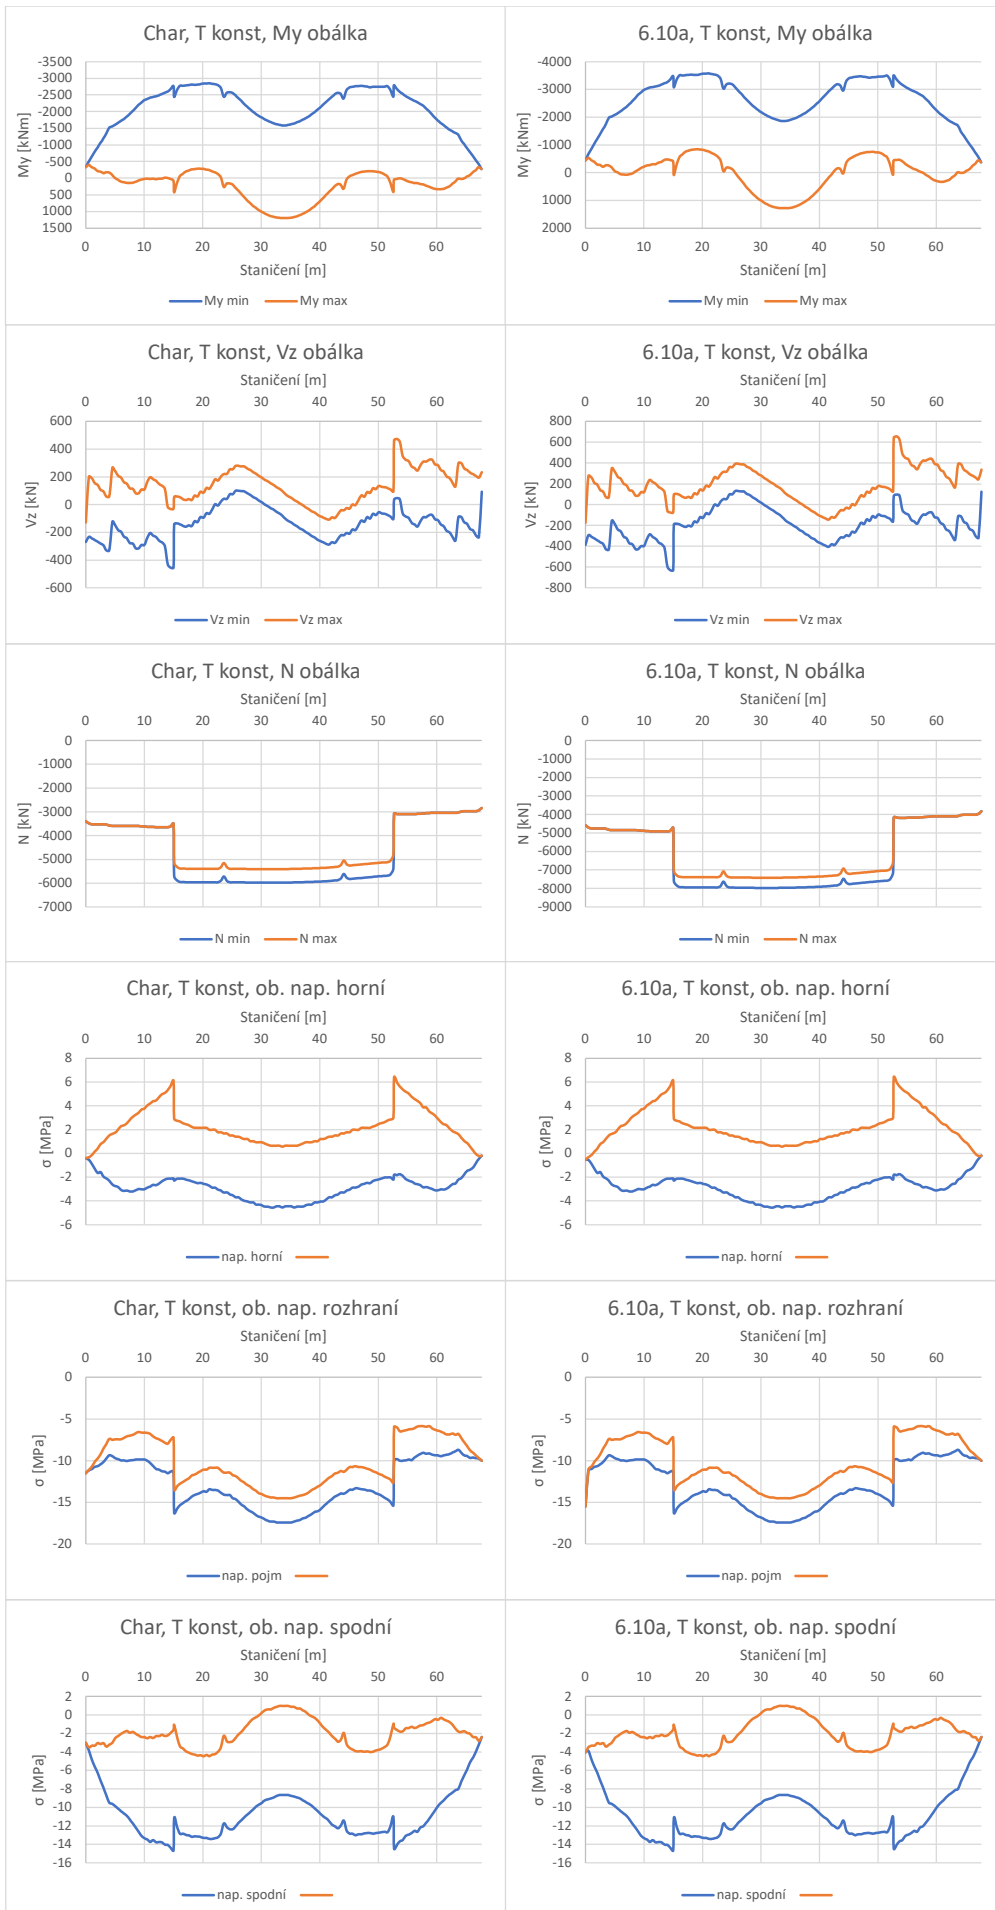 Char, T konst, My obálka
-3500
-3000
-2500
-2000
-1500
-1000
-500
0
500
1000
1500
My [kNm]
0 10 20 30 40 50 60
Staničení [m]
My min My max
6.10a, T konst, My obálka
-4000
-3000
-2000
-1000
0
1000
2000
My [kNm]
0 10 20 30 40 50 60
Staničení [m]
My min My max
Char, T konst, Vz obálka
Staničení [m]
0 10 20 30 40 50 60
600
400
200
0
-200
-400
-600
Vz [kN]
Vz min Vz max
6.10a, T konst, Vz obálka
Staničení [m]
0 10 20 30 40 50 60
800
600
400
200
0
-200
-400
-600
-800
Vz [kN]
Vz min Vz max
Char, T konst, N obálka
Staničení [m]
0 10 20 30 40 50 60
0
-1000
-2000
-3000
-4000
-5000
-6000
-7000
N [kN]
N min N max
6.10a, T konst, N obálka
Staničení [m]
0 10 20 30 40 50 60
0
-1000
-2000
-3000
-4000
-5000
-6000
-7000
-8000
-9000
N [kN]
N min N max
Char, T konst, ob. nap. horní
Staničení [m]
0 10 20 30 40 50 60
8
6
4
2
0
-2
-4
-6
σ [MPa]
nap. horní
6.10a, T konst, ob. nap. horní
Staničení [m]
0 10 20 30 40 50 60
8
6
4
2
0
-2
-4
-6
σ [MPa]
nap. horní
Char, T konst, ob. nap. rozhraní
Staničení [m]
0 10 20 30 40 50 60
0
-5
-10
-15
-20
σ [MPa]
nap. pojm
6.10a, T konst, ob. nap. rozhraní
Staničení [m]
0 10 20 30 40 50 60
0
-5
-10
-15
-20
σ [MPa]
nap. pojm
Char, T konst, ob. nap. spodní
Staničení [m]
0 10 20 30 40 50 60
2
0
-2
-4
-6
-8
-10
-12
-14
-16
σ [MPa]
nap. spodní
6.10a, T konst, ob. nap. spodní
Staničení [m]
0 10 20 30 40 50 60
2
0
-2
-4
-6
-8
-10
-12
-14
-16
σ [MPa]
nap. spodní